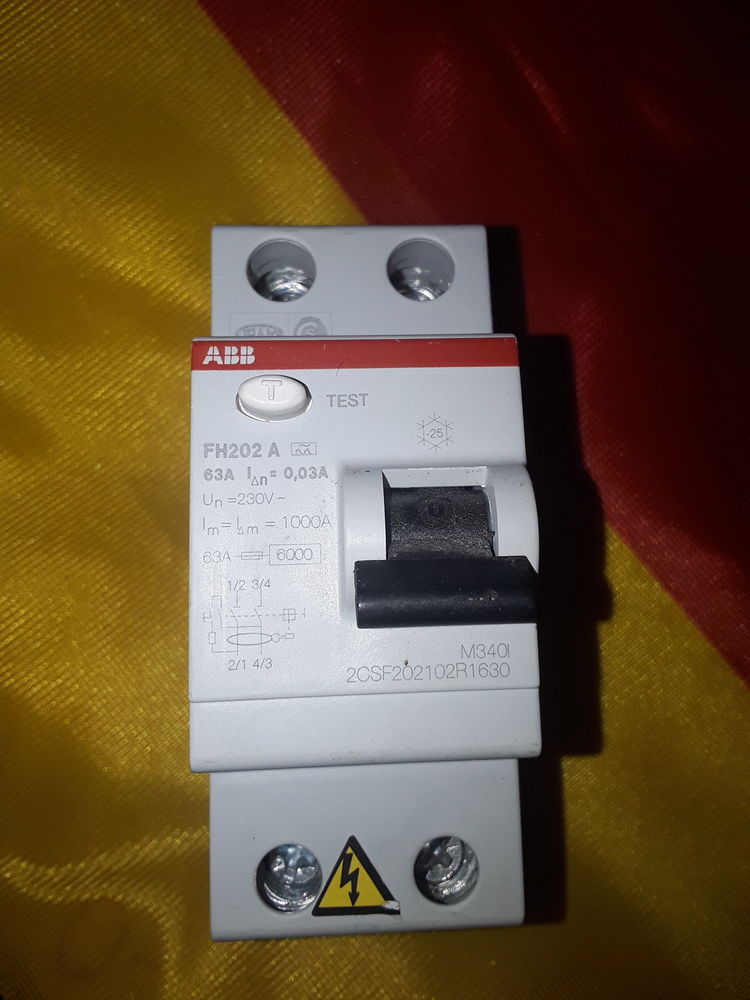 ABB
T
TEST
-25
FH202 A
63A IΔn = 0,03A
Un =230V~
Im = IΔm = 1000A
63A 6000
1/2 3/4
2/1 4/3
M340I
2CSF202102R1630